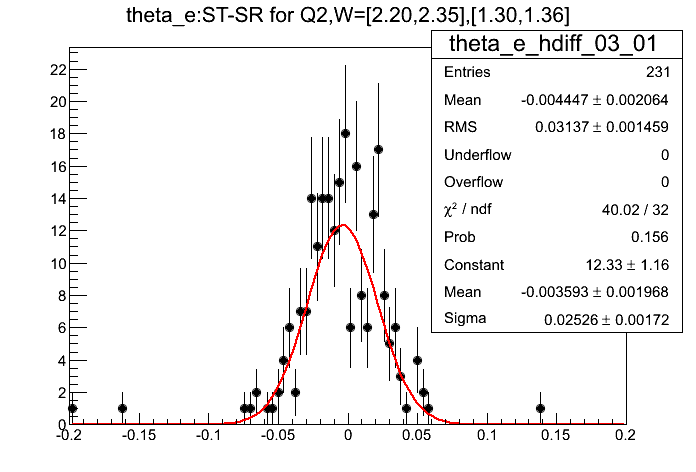 theta_e:ST-SR for Q2,W=[2.20,2.35],[1.30,1.36]
theta_e_hdiff_03_01
Entries 231
Mean -0.004447 ± 0.002064
RMS 0.03137 ± 0.001459
Underflow 0
Overflow 0
χ² / ndf 40.02 / 32
Prob 0.156
Constant 12.33 ± 1.16
Mean -0.003593 ± 0.001968
Sigma 0.02526 ± 0.00172
22
20
18
16
14
12
10
8
6
4
2
0
-0.2 -0.15 -0.1 -0.05 0 0.05 0.1 0.15 0.2